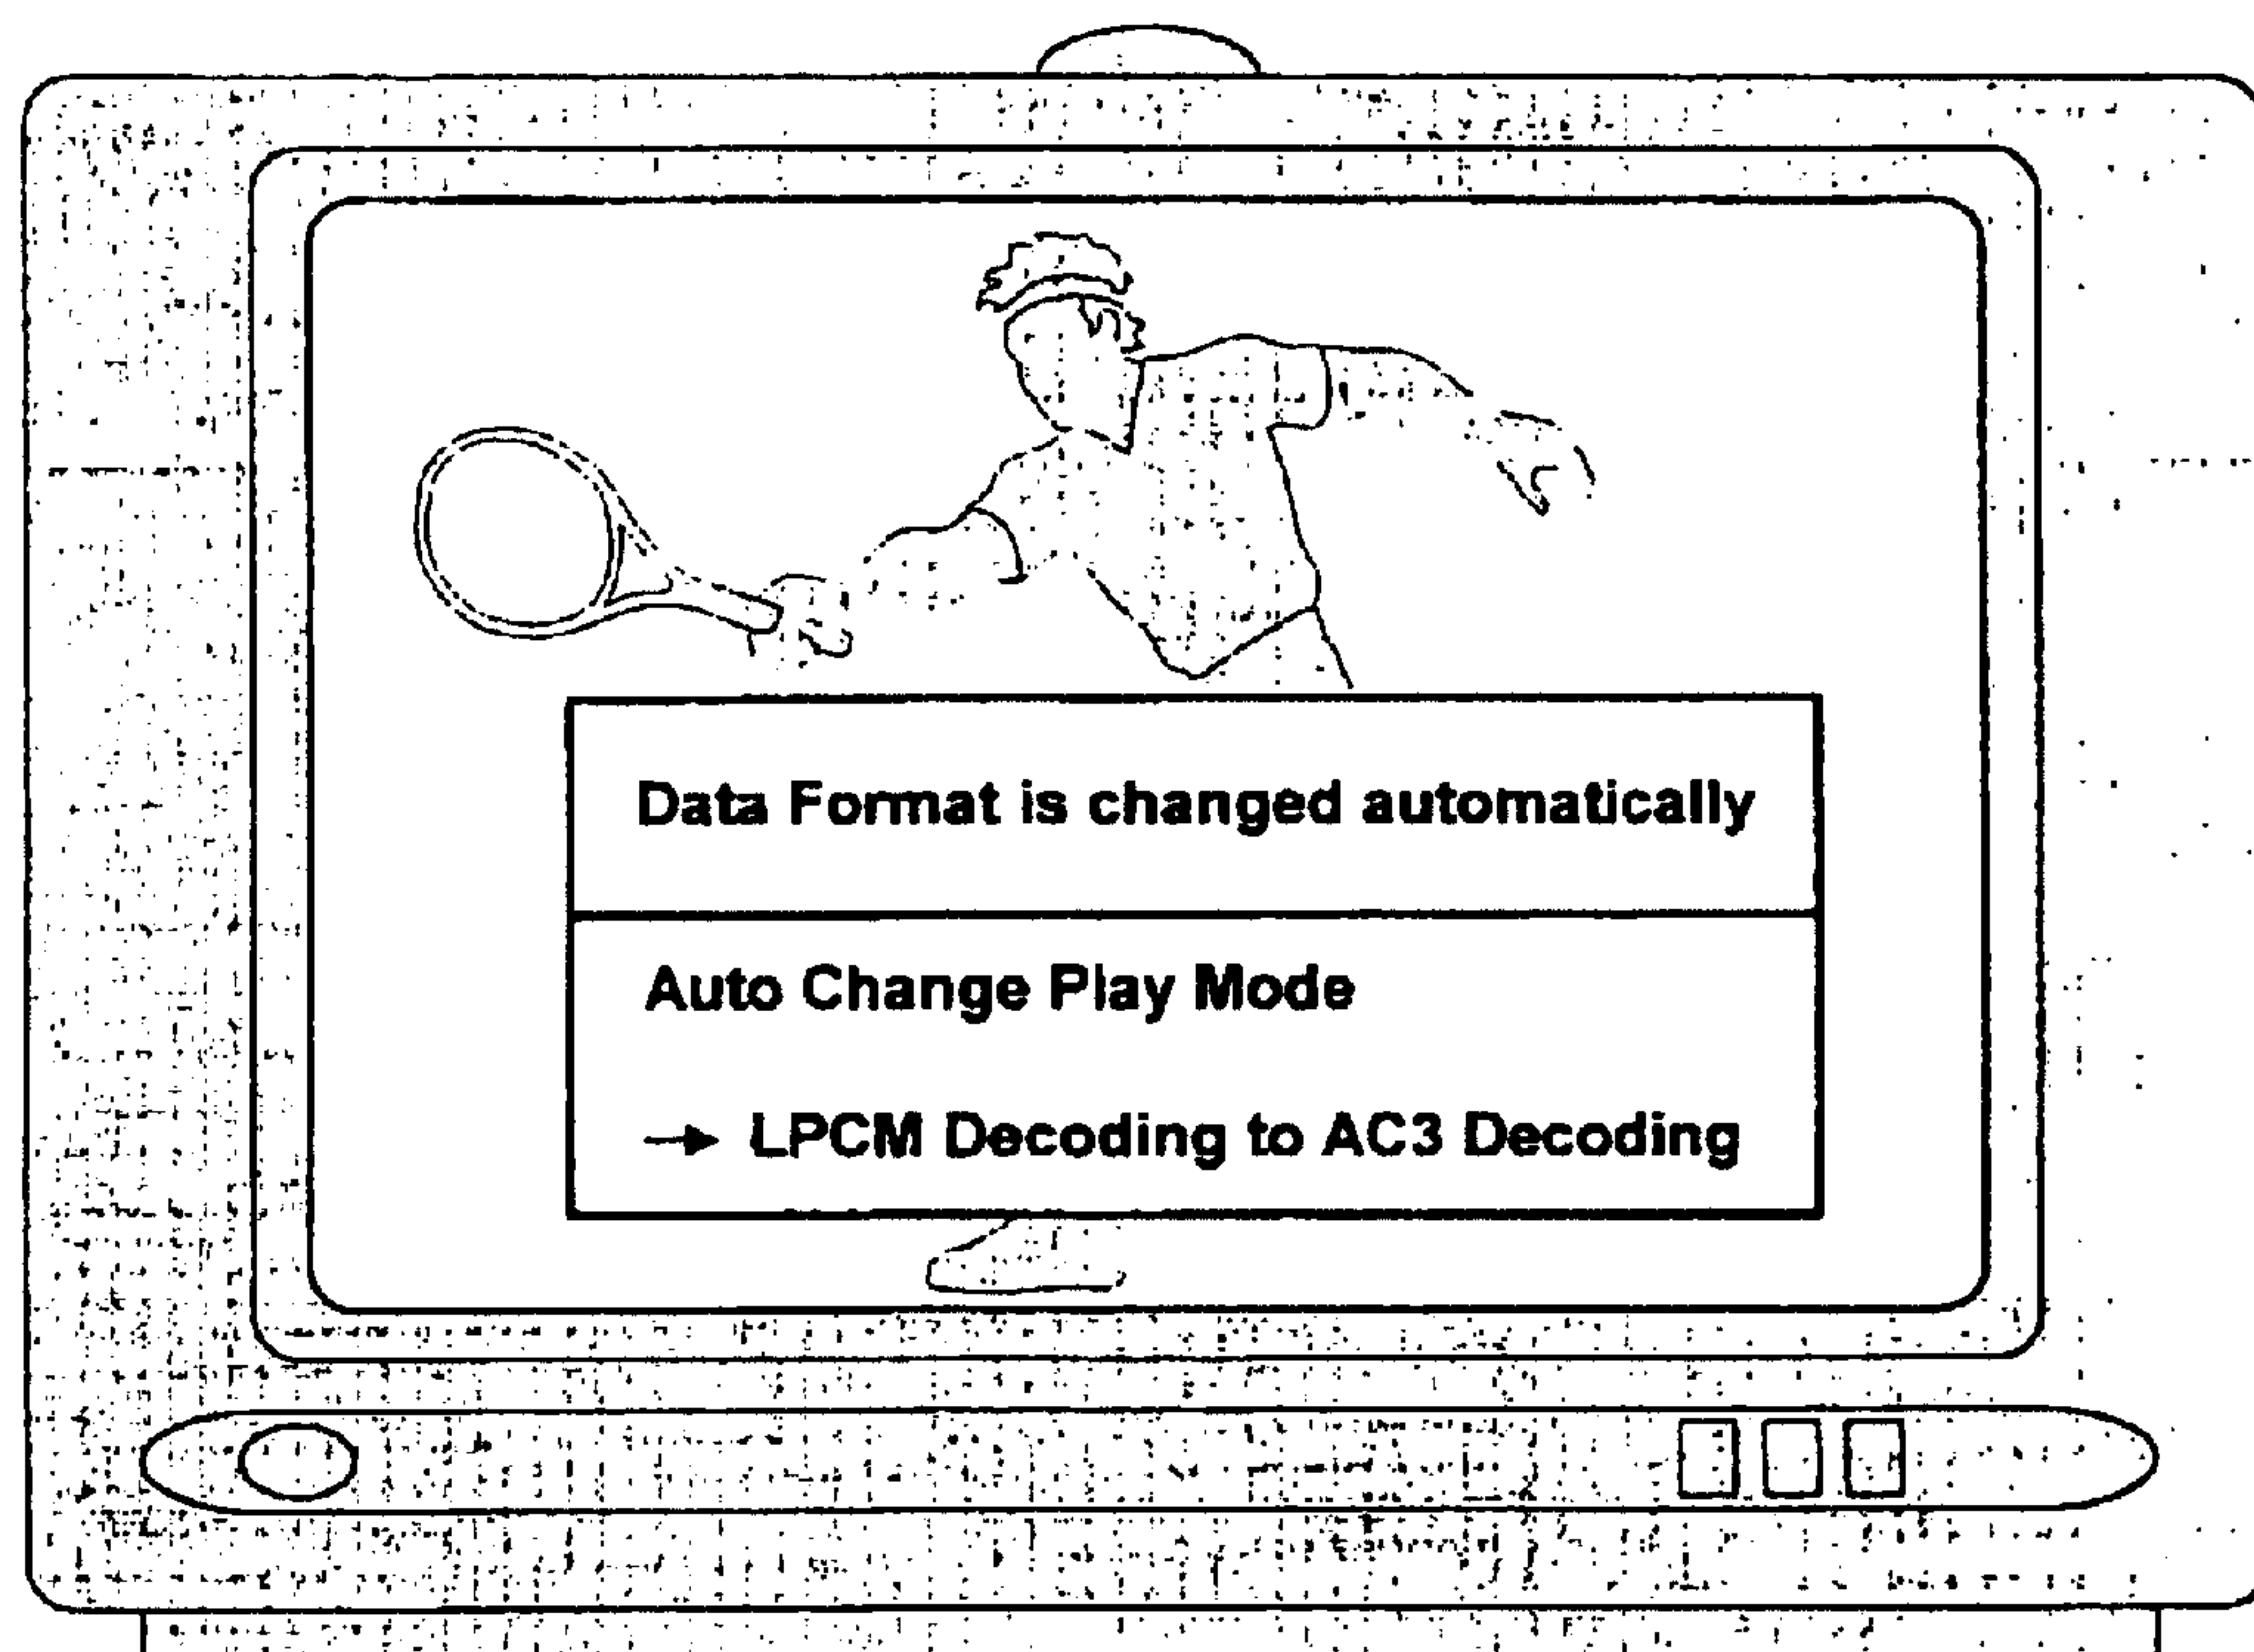 Data Format is changed automatically
Auto Change Play Mode
→ LPCM Decoding to AC3 Decoding